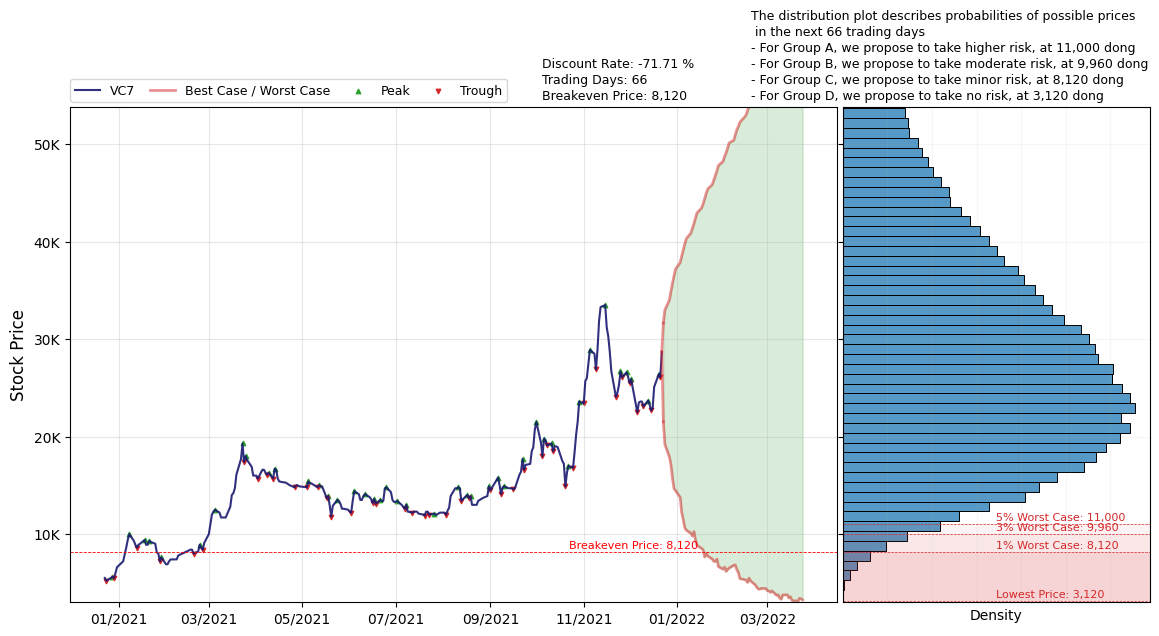 The distribution plot describes probabilities of possible prices
in the next 66 trading days
- For Group A, we propose to take higher risk, at 11,000 dong
- For Group B, we propose to take moderate risk, at 9,960 dong
- For Group C, we propose to take minor risk, at 8,120 dong
- For Group D, we propose to take no risk, at 3,120 dong
Discount Rate: -71.71 %
Trading Days: 66
Breakeven Price: 8,120
VC7
Best Case / Worst Case
Peak
Trough
Stock Price
50K
40K
30K
20K
10K
Breakeven Price: 8,120
5% Worst Case: 11,000
3% Worst Case: 9,960
1% Worst Case: 8,120
Lowest Price: 3,120
01/2021
03/2021
05/2021
07/2021
09/2021
11/2021
01/2022
03/2022
Density